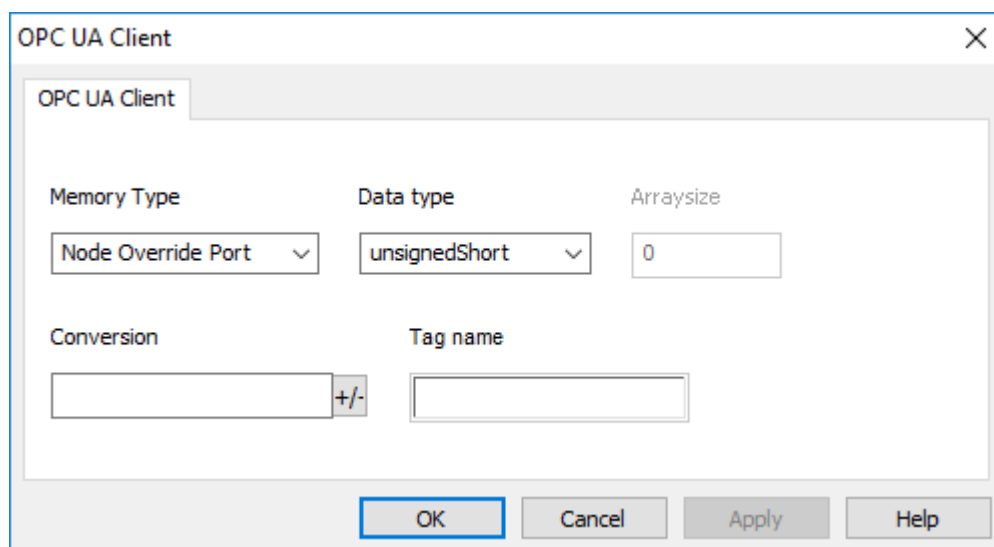 OPC UA Client
OPC UA Client
Memory Type Data type Arraysize
Node Override Port unsignedShort 0
Conversion Tag name
+/-
OK Cancel Apply Help